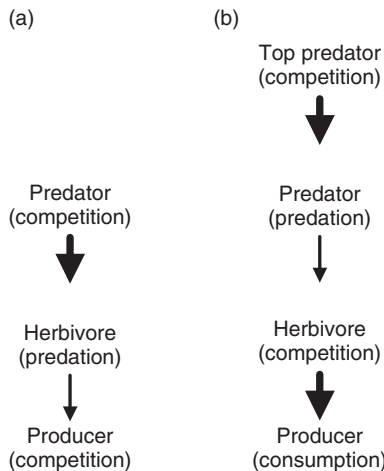 (a)
Predator
(competition)
Herbivore
(predation)
Producer
(competition)
(b)
Top predator
(competition)
Predator
(predation)
Herbivore
(competition)
Producer
(consumption)